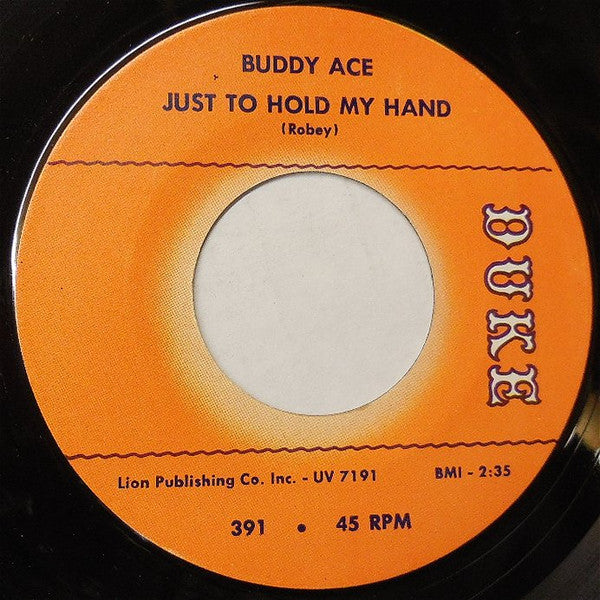 BUDDY ACE
JUST TO HOLD MY HAND
(Robey)
DUKE
Lion Publishing Co. Inc. - UV 7191
BMI - 2:35
391 • 45 RPM